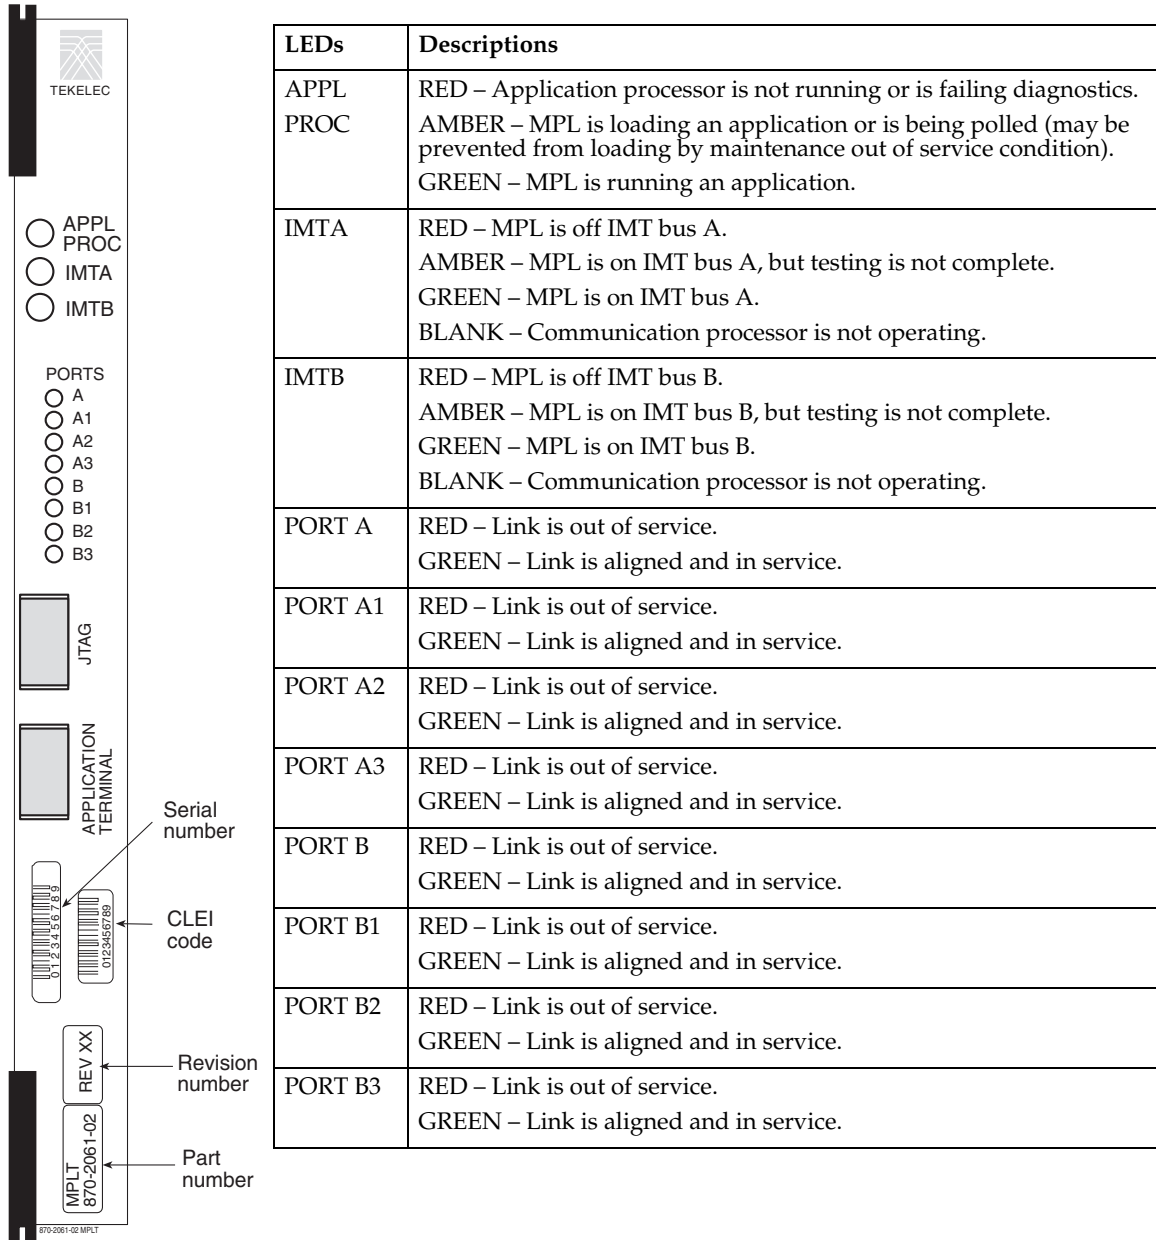 TEKELEC
APPL
PROC
IMTA
IMTB
PORTS
A
A1
A2
A3
B
B1
B2
B3
JTAG
APPLICATION
TERMINAL
Serial
number
0 1 2 3 4 5 6 7 8 9
0123456789
CLEI
code
REV XX
Revision
number
MPLT
870-2061-02
Part
number
870-2061-02 MPLT
LEDs Descriptions
APPL RED – Application processor is not running or is failing diagnostics.
PROC AMBER – MPL is loading an application or is being polled (may be
prevented from loading by maintenance out of service condition).
GREEN – MPL is running an application.
IMTA RED – MPL is off IMT bus A.
AMBER – MPL is on IMT bus A, but testing is not complete.
GREEN – MPL is on IMT bus A.
BLANK – Communication processor is not operating.
IMTB RED – MPL is off IMT bus B.
AMBER – MPL is on IMT bus B, but testing is not complete.
GREEN – MPL is on IMT bus B.
BLANK – Communication processor is not operating.
PORT A RED – Link is out of service.
GREEN – Link is aligned and in service.
PORT A1 RED – Link is out of service.
GREEN – Link is aligned and in service.
PORT A2 RED – Link is out of service.
GREEN – Link is aligned and in service.
PORT A3 RED – Link is out of service.
GREEN – Link is aligned and in service.
PORT B RED – Link is out of service.
GREEN – Link is aligned and in service.
PORT B1 RED – Link is out of service.
GREEN – Link is aligned and in service.
PORT B2 RED – Link is out of service.
GREEN – Link is aligned and in service.
PORT B3 RED – Link is out of service.
GREEN – Link is aligned and in service.